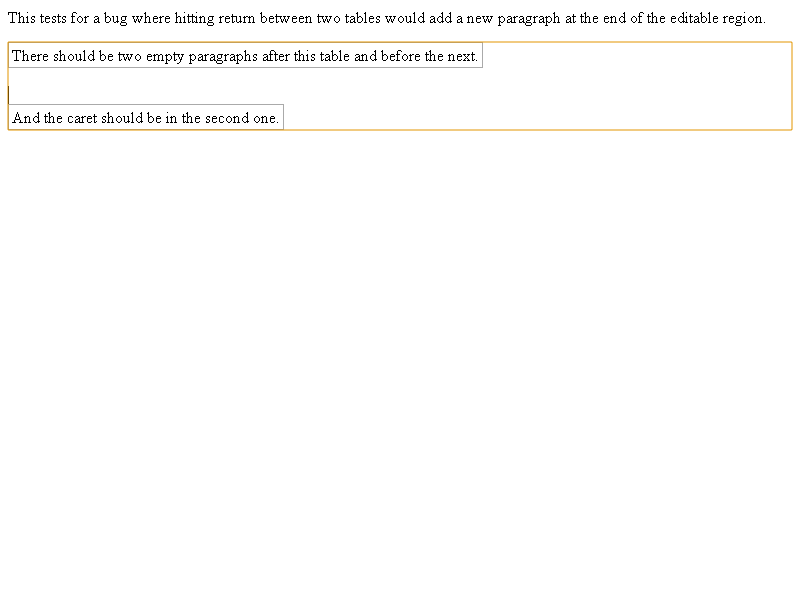 This tests for a bug where hitting return between two tables would add a new paragraph at the end of the editable region.
There should be two empty paragraphs after this table and before the next.
And the caret should be in the second one.